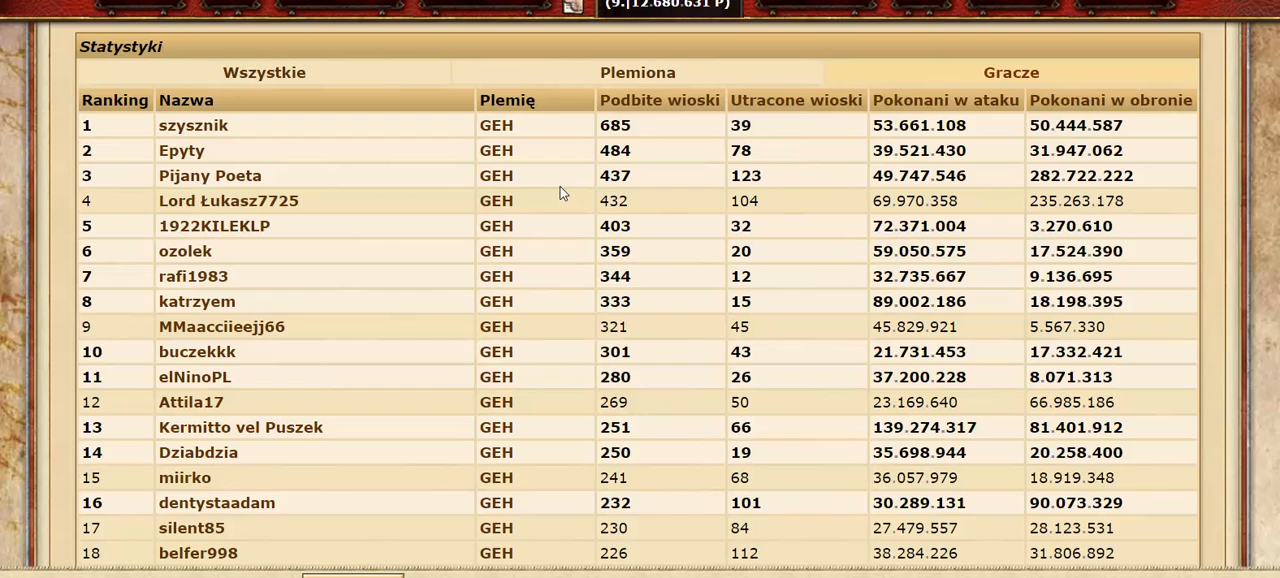 (9.|12.680.631 P)
Statystyki
Wszystkie Plemiona Gracze
Ranking Nazwa Plemię Podbite wioski Utracone wioski Pokonani w ataku Pokonani w obronie
1 szysznik GEH 685 39 53.661.108 50.444.587
2 Epyty GEH 484 78 39.521.430 31.947.062
3 Pijany Poeta GEH 437 123 49.747.546 282.722.222
4 Lord Łukasz7725 GEH 432 104 69.970.358 235.263.178
5 1922KILEKLP GEH 403 32 72.371.004 3.270.610
6 ozolek GEH 359 20 59.050.575 17.524.390
7 rafi1983 GEH 344 12 32.735.667 9.136.695
8 katrzyem GEH 333 15 89.002.186 18.198.395
9 MMaacciieejj66 GEH 321 45 45.829.921 5.567.330
10 buczekkk GEH 301 43 21.731.453 17.332.421
11 elNinoPL GEH 280 26 37.200.228 8.071.313
12 Attila17 GEH 269 50 23.169.640 66.985.186
13 Kermitto vel Puszek GEH 251 66 139.274.317 81.401.912
14 Dziabdzia GEH 250 19 35.698.944 20.258.400
15 miirko GEH 241 68 36.057.979 18.919.348
16 dentystaadam GEH 232 101 30.289.131 90.073.329
17 silent85 GEH 230 84 27.479.557 28.123.531
18 belfer998 GEH 226 112 38.284.226 31.806.892